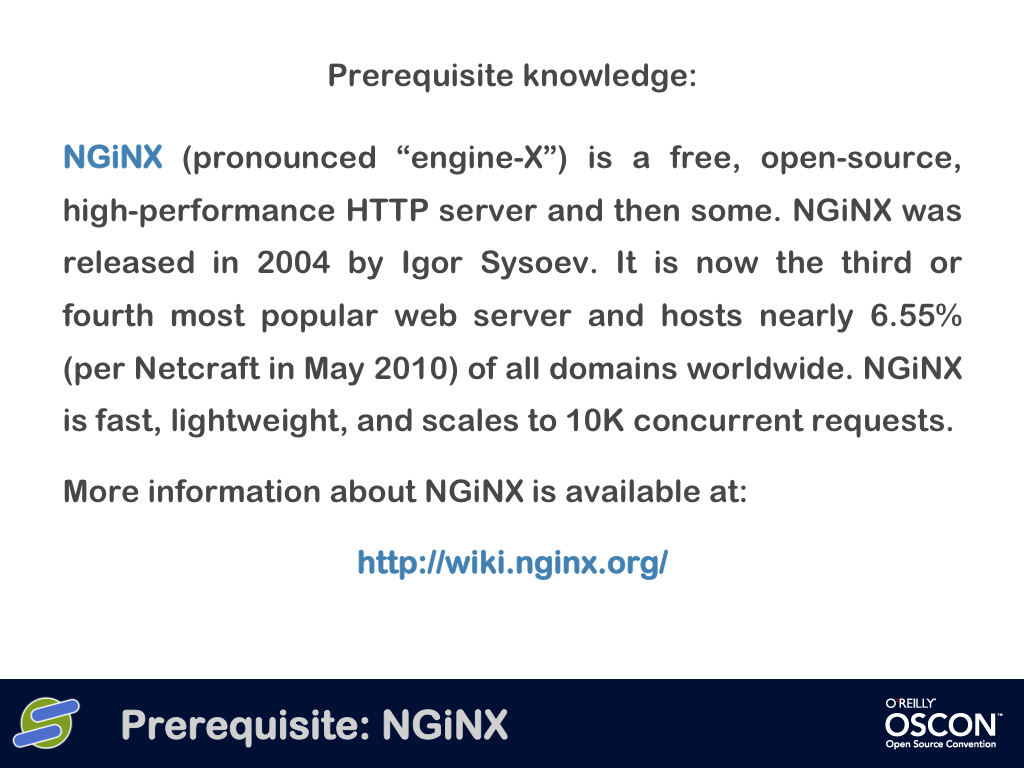 Prerequisite knowledge:
NGiNX (pronounced “engine-X”) is a free, open-source,
high-performance HTTP server and then some. NGiNX was
released in 2004 by Igor Sysoev. It is now the third or
fourth most popular web server and hosts nearly 6.55%
(per Netcraft in May 2010) of all domains worldwide. NGiNX
is fast, lightweight, and scales to 10K concurrent requests.
More information about NGiNX is available at:
http://wiki.nginx.org/
Prerequisite: NGiNX
O'REILLY
OSCON™
Open Source Convention